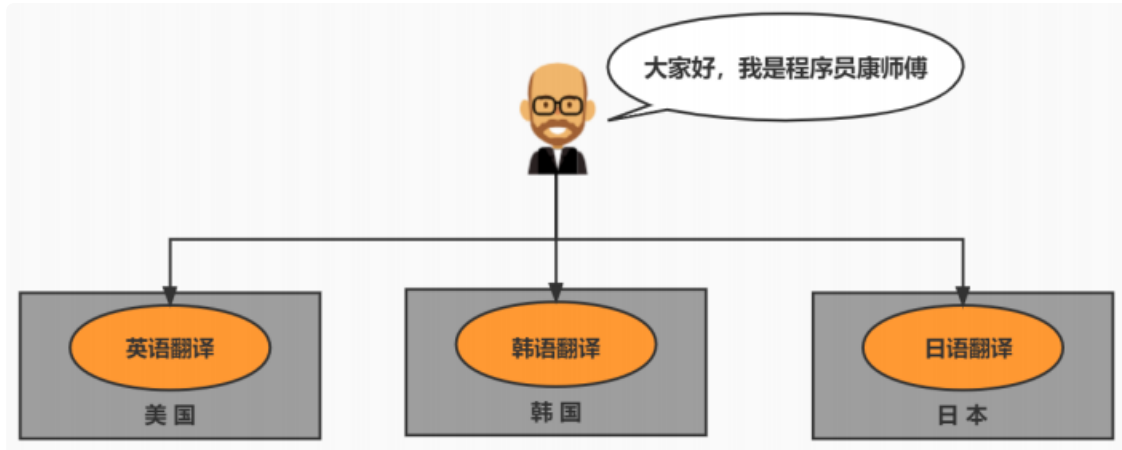 大家好，我是程序员康师傅
英语翻译
美 国
韩语翻译
韩 国
日语翻译
日 本